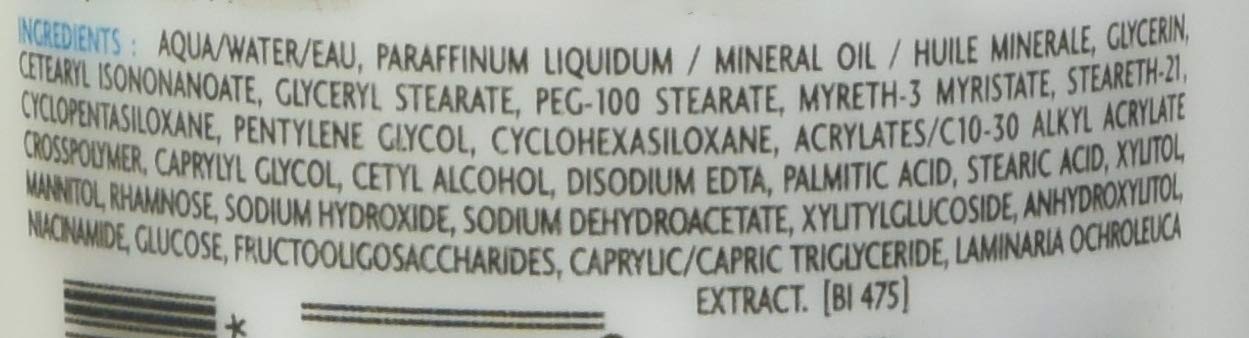 INGREDIENTS : AQUA/WATER/EAU, PARAFFINUM LIQUIDUM / MINERAL OIL / HUILE MINERALE, GLYCERIN,
CETEARYL ISONONANOATE, GLYCERYL STEARATE, PEG-100 STEARATE, MYRETH-3 MYRISTATE, STEARETH-21,
CYCLOPENTASILOXANE, PENTYLENE GLYCOL, CYCLOHEXASILOXANE, ACRYLATES/C10-30 ALKYL ACRYLATE
CROSSPOLYMER, CAPRYLYL GLYCOL, CETYL ALCOHOL, DISODIUM EDTA, PALMITIC ACID, STEARIC ACID, XYLITOL,
MANNITOL, RHAMNOSE, SODIUM HYDROXIDE, SODIUM DEHYDROACETATE, XYLITYLGLUCOSIDE, ANHYDROXYLITOL,
NIACINAMIDE, GLUCOSE, FRUCTOOLIGOSACCHARIDES, CAPRYLIC/CAPRIC TRIGLYCERIDE, LAMINARIA OCHROLEUCA
EXTRACT. [BI 475]
*